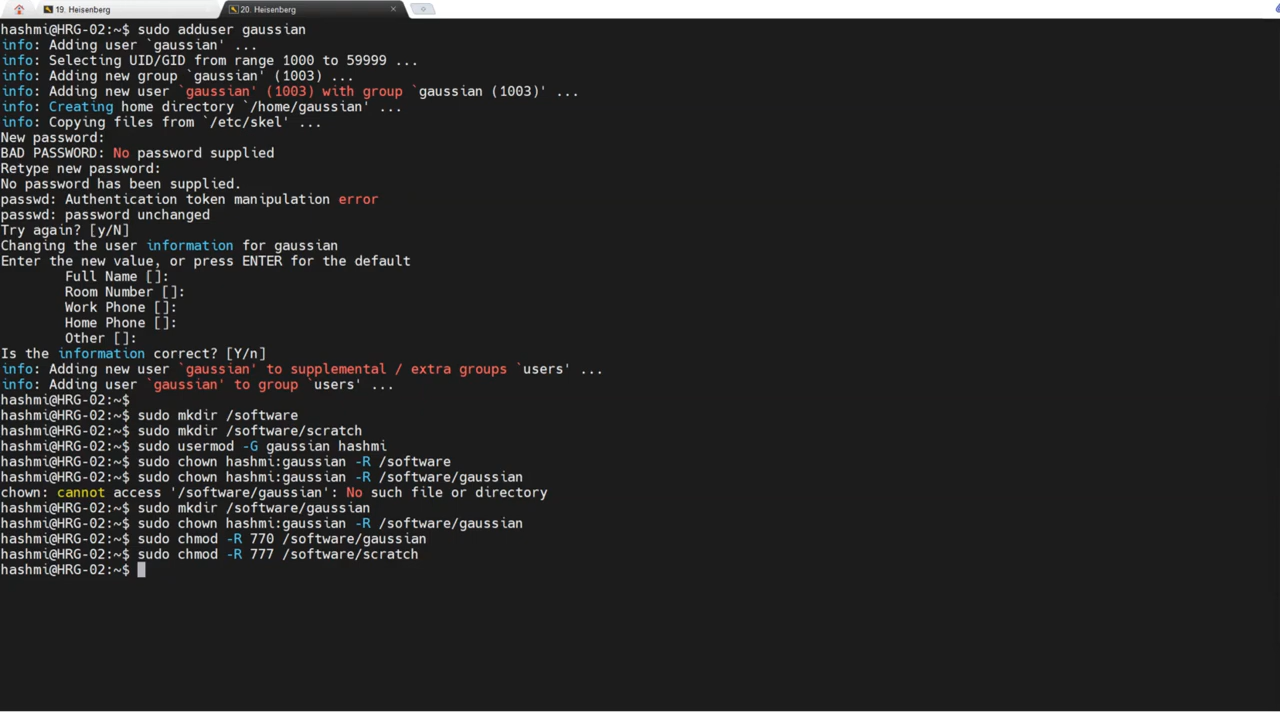 19. Heisenberg
20. Heisenberg
hashmi@HRG-02:~$ sudo adduser gaussian
info: Adding user `gaussian' ...
info: Selecting UID/GID from range 1000 to 59999 ...
info: Adding new group `gaussian' (1003) ...
info: Adding new user `gaussian' (1003) with group `gaussian (1003)' ...
info: Creating home directory `/home/gaussian' ...
info: Copying files from `/etc/skel' ...
New password:
BAD PASSWORD: No password supplied
Retype new password:
No password has been supplied.
passwd: Authentication token manipulation error
passwd: password unchanged
Try again? [y/N]
Changing the user information for gaussian
Enter the new value, or press ENTER for the default
Full Name []:
Room Number []:
Work Phone []:
Home Phone []:
Other []:
Is the information correct? [Y/n]
info: Adding new user `gaussian' to supplemental / extra groups `users' ...
info: Adding user `gaussian' to group `users' ...
hashmi@HRG-02:~$
hashmi@HRG-02:~$ sudo mkdir /software
hashmi@HRG-02:~$ sudo mkdir /software/scratch
hashmi@HRG-02:~$ sudo usermod -G gaussian hashmi
hashmi@HRG-02:~$ sudo chown hashmi:gaussian -R /software
hashmi@HRG-02:~$ sudo chown hashmi:gaussian -R /software/gaussian
chown: cannot access '/software/gaussian': No such file or directory
hashmi@HRG-02:~$ sudo mkdir /software/gaussian
hashmi@HRG-02:~$ sudo chown hashmi:gaussian -R /software/gaussian
hashmi@HRG-02:~$ sudo chmod -R 770 /software/gaussian
hashmi@HRG-02:~$ sudo chmod -R 777 /software/scratch
hashmi@HRG-02:~$